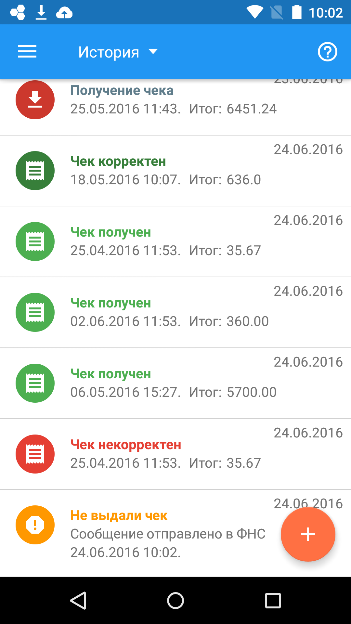 10:02
История
23.06.2016
Получение чека
25.05.2016 11:43. Итог: 6451.24
24.06.2016
Чек корректен
18.05.2016 10:07. Итог: 636.0
24.06.2016
Чек получен
25.04.2016 11:53. Итог: 35.67
24.06.2016
Чек получен
02.06.2016 11:53. Итог: 360.00
24.06.2016
Чек получен
06.05.2016 15:27. Итог: 5700.00
24.06.2016
Чек некорректен
25.04.2016 11:53. Итог: 35.67
24.06.2016
Не выдали чек
Сообщение отправлено в ФНС
24.06.2016 10:02.